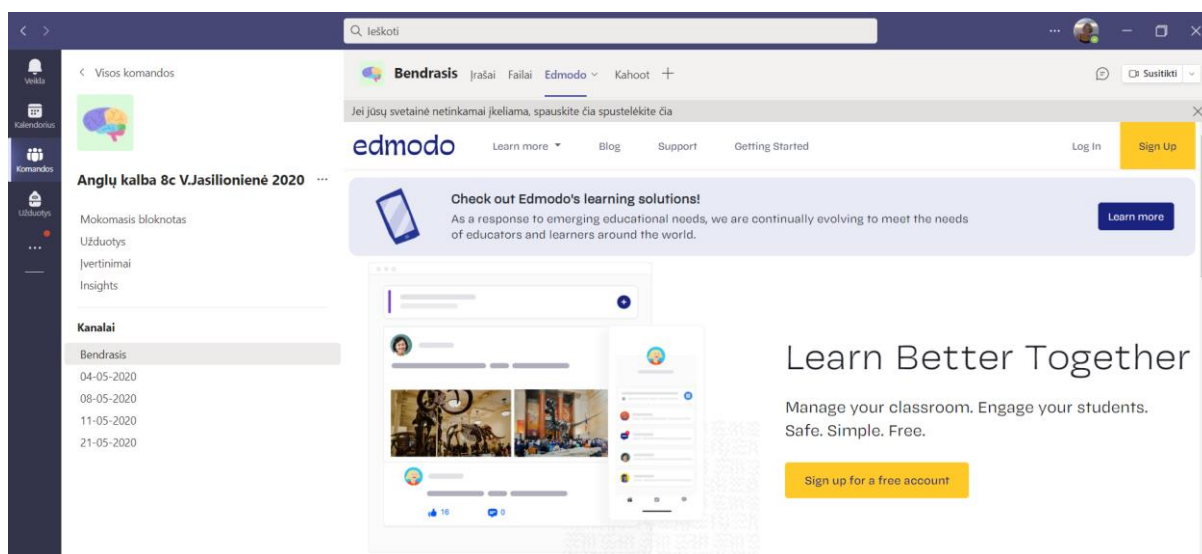 Ieškoti
Veikla
Kalendorius
Komandos
Užduotys
Visos komandos
Anglų kalba 8c V.Jasilionienė 2020
Mokomasis bloknotas
Užduotys
Įvertinimai
Insights
Kanalai
Bendrasis
04-05-2020
08-05-2020
11-05-2020
21-05-2020
Bendrasis Įrašai Failai Edmodo Kahoot
Susitikti
Jei jūsų svetainė netinkamai įkeliama, spauskite čia spustelėkite čia
edmodo Learn more Blog Support Getting Started Log In Sign Up
Check out Edmodo's learning solutions!
As a response to emerging educational needs, we are continually evolving to meet the needs
of educators and learners around the world.
Learn more
16 0
Learn Better Together
Manage your classroom. Engage your students.
Safe. Simple. Free.
Sign up for a free account